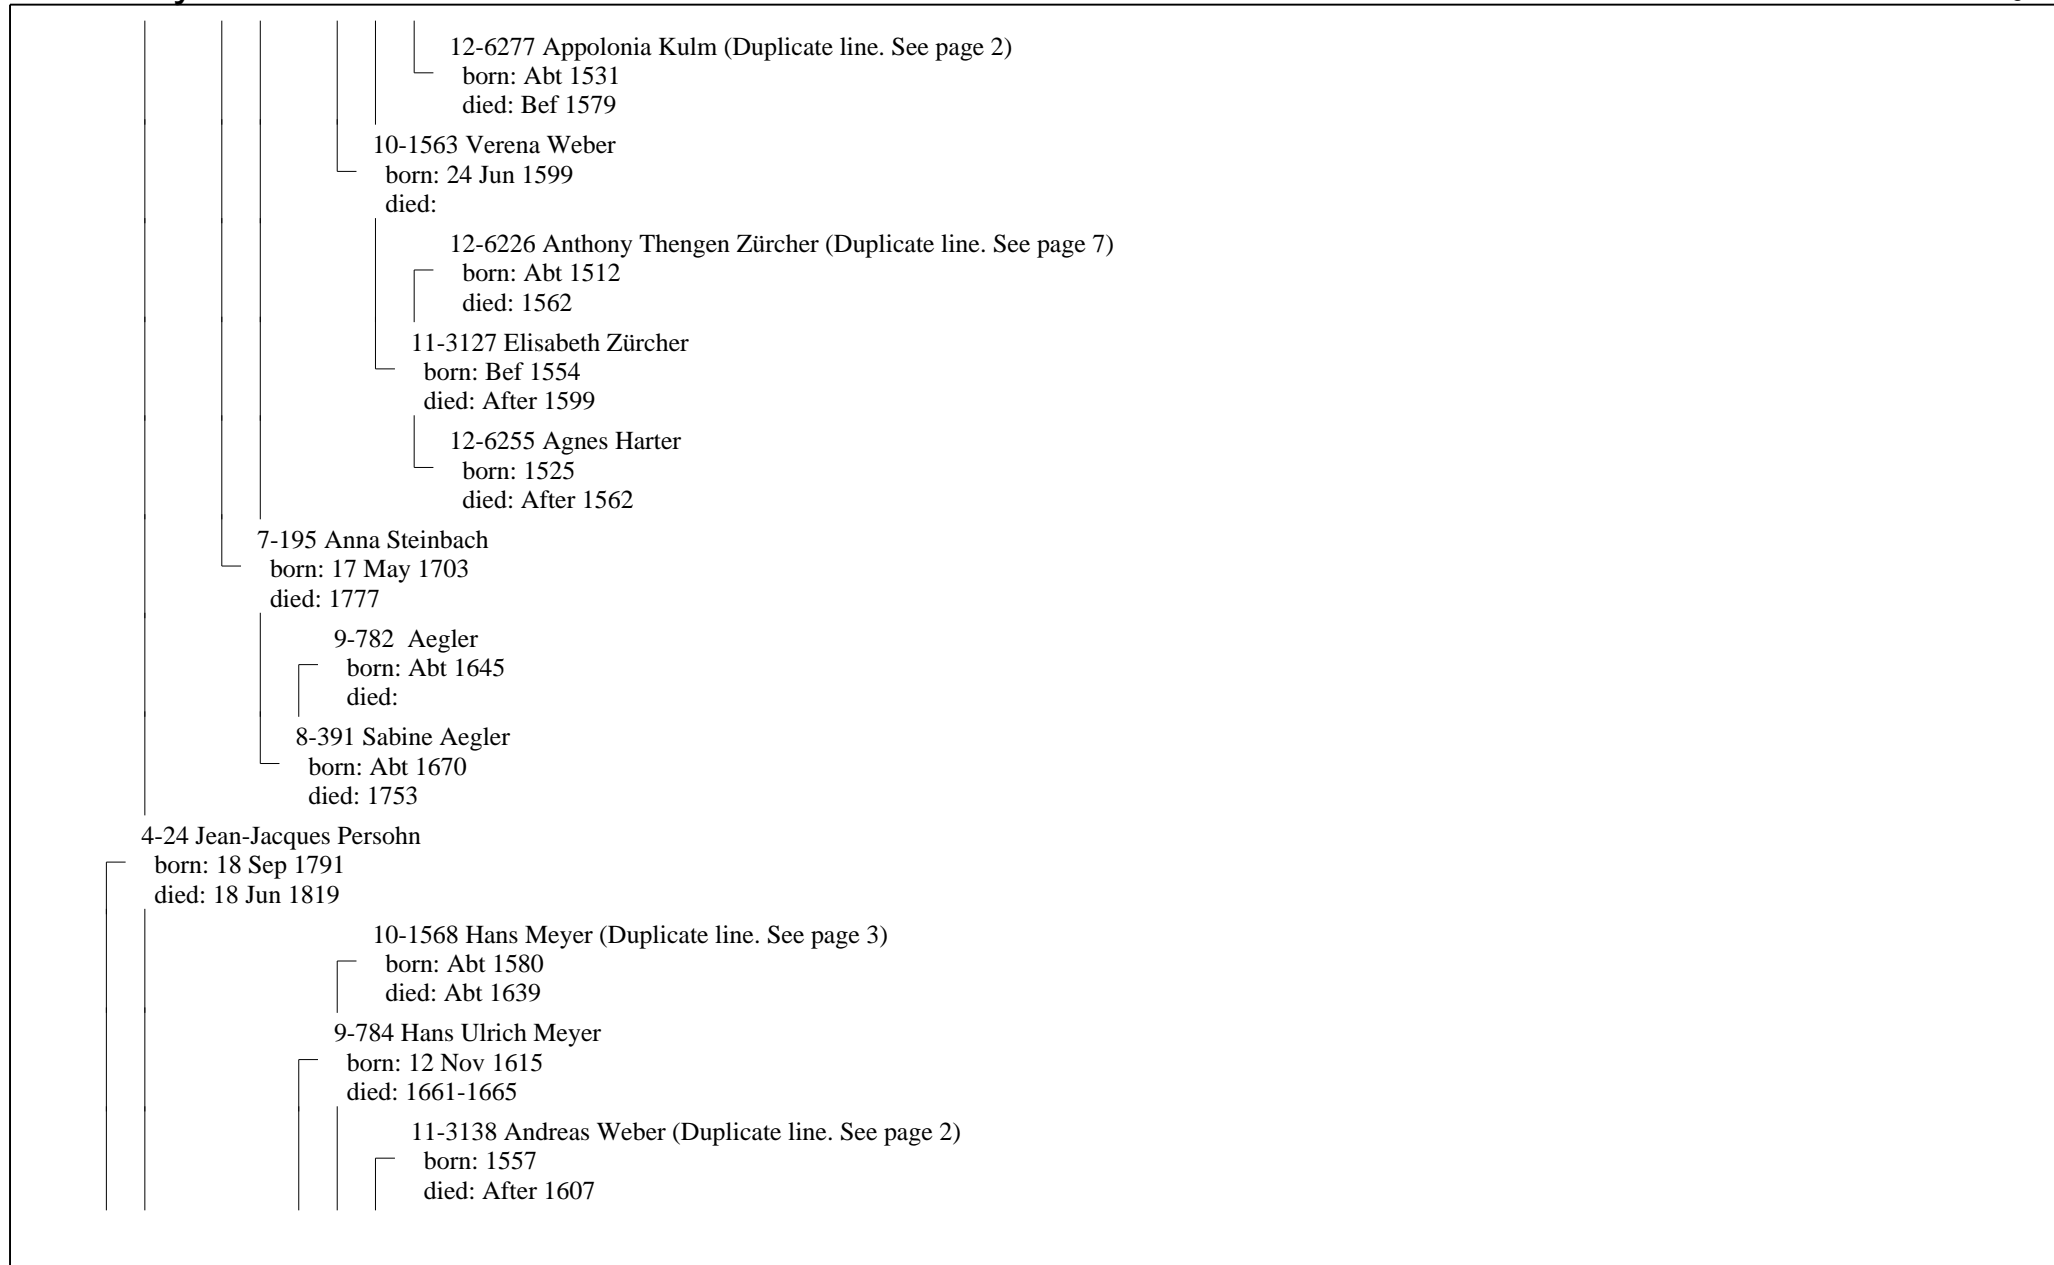 12-6277 Appolonia Kulm (Duplicate line. See page 2)
born: Abt 1531
died: Bef 1579
10-1563 Verena Weber
born: 24 Jun 1599
died:
12-6226 Anthony Thengen Zürcher (Duplicate line. See page 7)
born: Abt 1512
died: 1562
11-3127 Elisabeth Zürcher
born: Bef 1554
died: After 1599
12-6255 Agnes Harter
born: 1525
died: After 1562
7-195 Anna Steinbach
born: 17 May 1703
died: 1777
9-782  Aegler
born: Abt 1645
died:
8-391 Sabine Aegler
born: Abt 1670
died: 1753
4-24 Jean-Jacques Persohn
born: 18 Sep 1791
died: 18 Jun 1819
10-1568 Hans Meyer (Duplicate line. See page 3)
born: Abt 1580
died: Abt 1639
9-784 Hans Ulrich Meyer
born: 12 Nov 1615
died: 1661-1665
11-3138 Andreas Weber (Duplicate line. See page 2)
born: 1557
died: After 1607